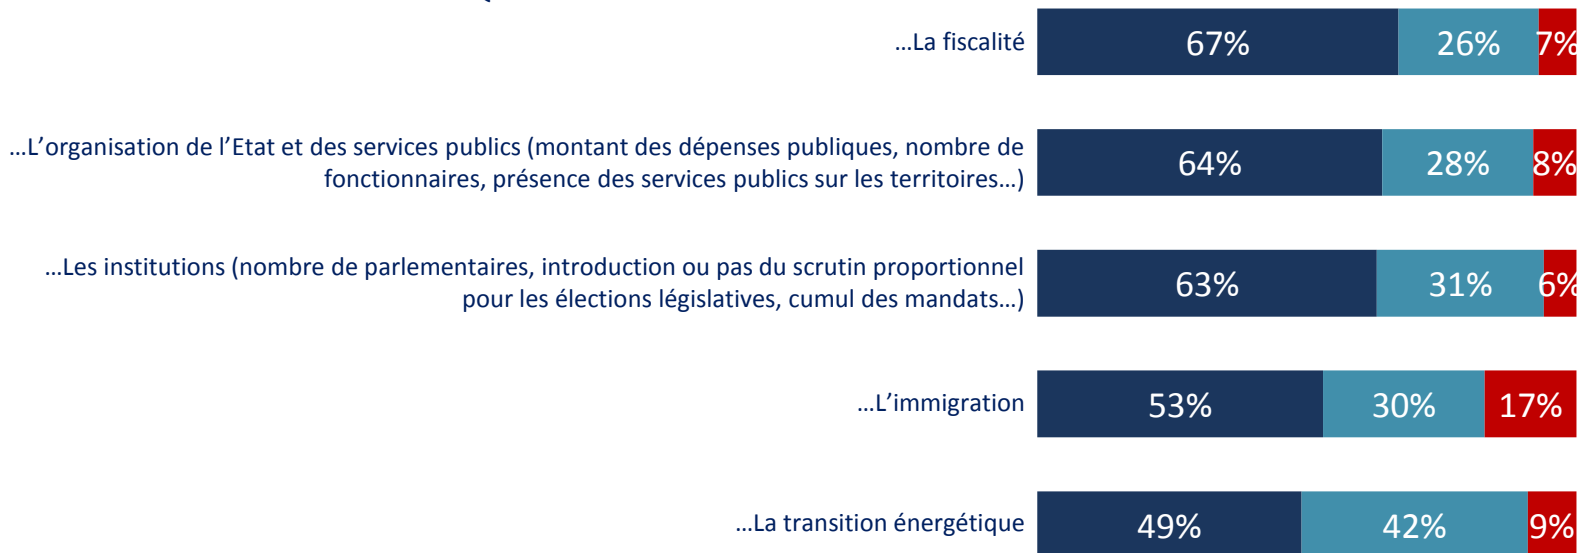 …La fiscalité
67% 26% 7%
…L’organisation de l’Etat et des services publics (montant des dépenses publiques, nombre de
fonctionnaires, présence des services publics sur les territoires…)
64% 28% 8%
…Les institutions (nombre de parlementaires, introduction ou pas du scrutin proportionnel
pour les élections législatives, cumul des mandats…)
63% 31% 6%
…L’immigration
53% 30% 17%
…La transition énergétique
49% 42% 9%